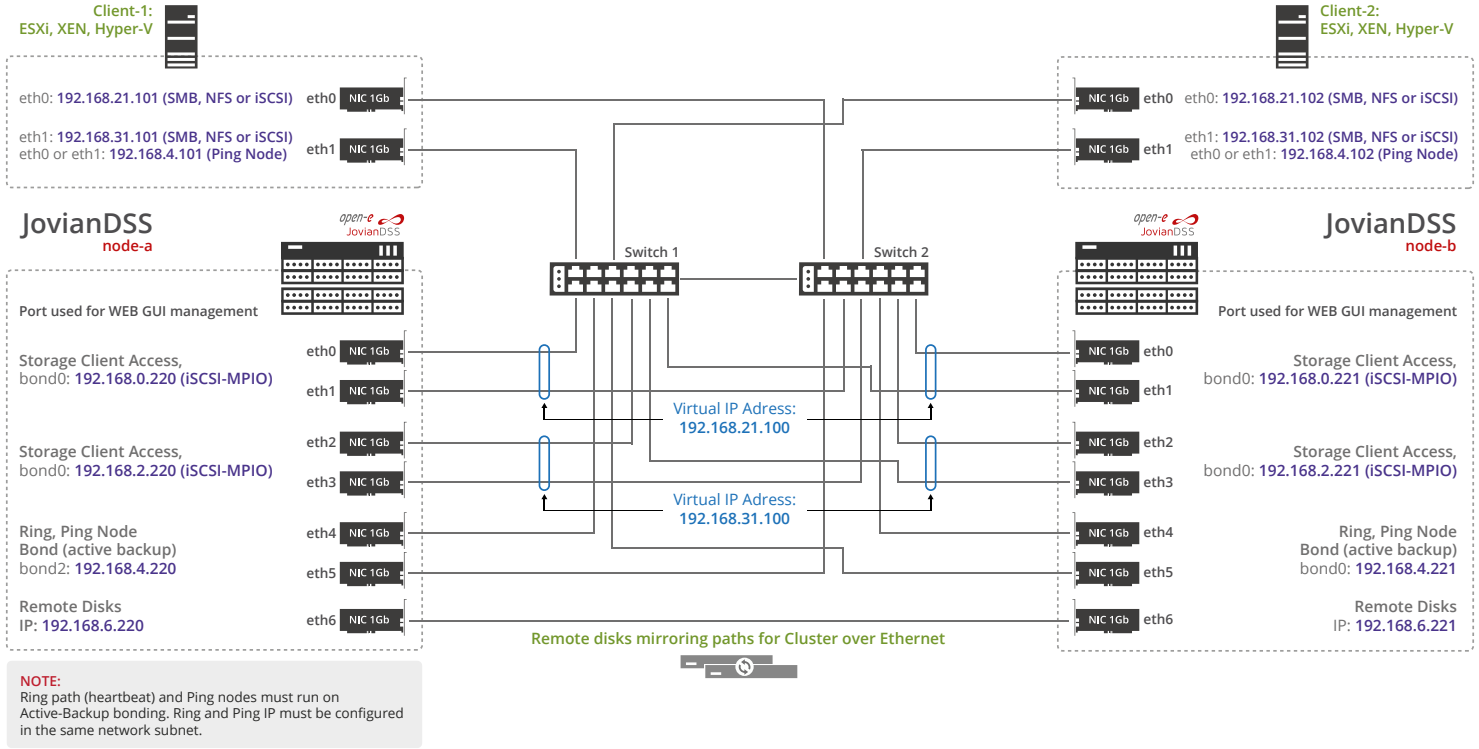 Client-1:
ESXi, XEN, Hyper-V
eth0: 192.168.21.101 (SMB, NFS or iSCSI)
eth0
NIC 1Gb
eth1: 192.168.31.101 (SMB, NFS or iSCSI)
eth0 or eth1: 192.168.4.101 (Ping Node)
eth1
NIC 1Gb
Client-2:
ESXi, XEN, Hyper-V
NIC 1Gb
eth0
eth0: 192.168.21.102 (SMB, NFS or iSCSI)
NIC 1Gb
eth1
eth1: 192.168.31.102 (SMB, NFS or iSCSI)
eth0 or eth1: 192.168.4.102 (Ping Node)
JovianDSS
node-a
open-e
JovianDSS
Switch 1
Switch 2
open-e
JovianDSS
JovianDSS
node-b
Port used for WEB GUI management
Storage Client Access,
bond0: 192.168.0.220 (iSCSI-MPIO)
eth0
NIC 1Gb
eth1
NIC 1Gb
Storage Client Access,
bond0: 192.168.2.220 (iSCSI-MPIO)
eth2
NIC 1Gb
eth3
NIC 1Gb
Ring, Ping Node
Bond (active backup)
bond2: 192.168.4.220
eth4
NIC 1Gb
eth5
NIC 1Gb
Remote Disks
IP: 192.168.6.220
eth6
NIC 1Gb
Virtual IP Adress:
192.168.21.100
Virtual IP Adress:
192.168.31.100
Port used for WEB GUI management
NIC 1Gb
eth0
NIC 1Gb
eth1
Storage Client Access,
bond0: 192.168.0.221 (iSCSI-MPIO)
NIC 1Gb
eth2
NIC 1Gb
eth3
Storage Client Access,
bond0: 192.168.2.221 (iSCSI-MPIO)
NIC 1Gb
eth4
NIC 1Gb
eth5
Ring, Ping Node
Bond (active backup)
bond0: 192.168.4.221
NIC 1Gb
eth6
Remote Disks
IP: 192.168.6.221
Remote disks mirroring paths for Cluster over Ethernet
NOTE:
Ring path (heartbeat) and Ping nodes must run on
Active-Backup bonding. Ring and Ping IP must be configured
in the same network subnet.